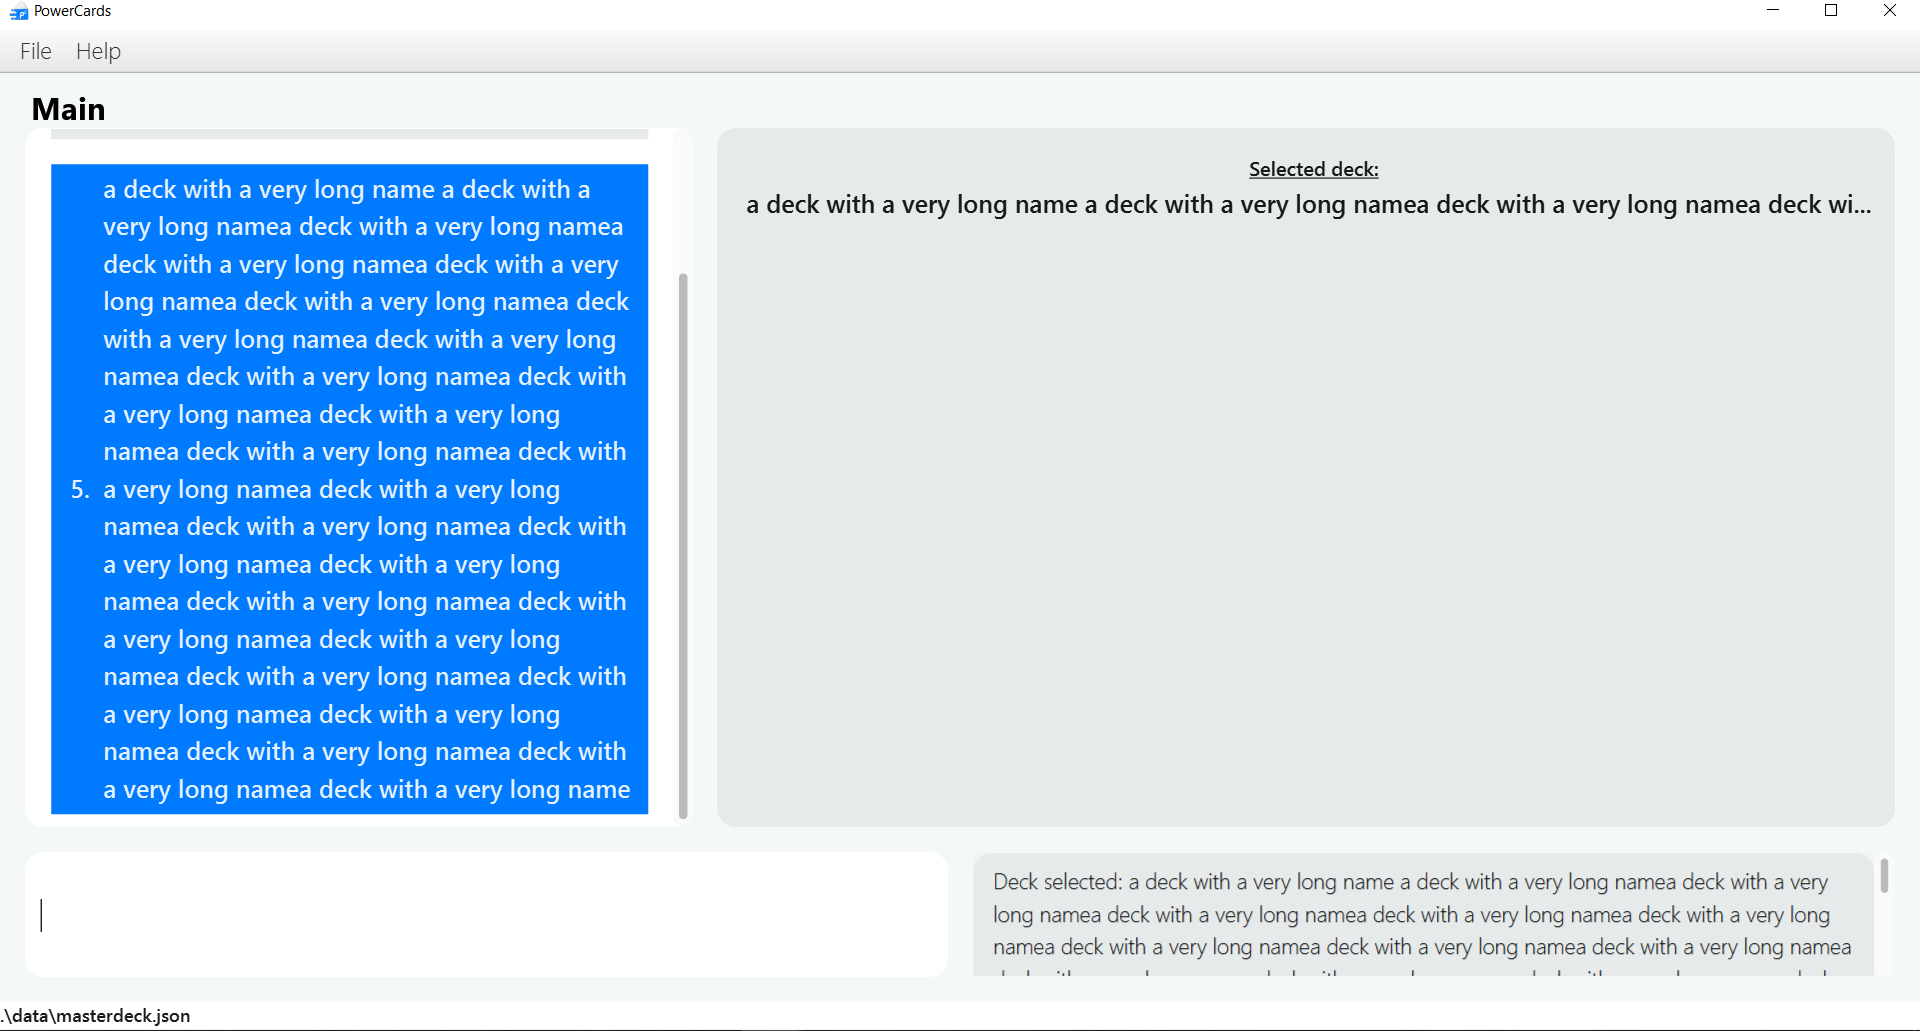 PowerCards
File Help
Main
a deck with a very long name a deck with a
very long namea deck with a very long namea
deck with a very long namea deck with a very
long namea deck with a very long namea deck
with a very long namea deck with a very long
namea deck with a very long namea deck with
a very long namea deck with a very long
namea deck with a very long namea deck with
5. a very long namea deck with a very long
namea deck with a very long namea deck with
a very long namea deck with a very long
namea deck with a very long namea deck with
a very long namea deck with a very long
namea deck with a very long namea deck with
a very long namea deck with a very long
namea deck with a very long namea deck with
a very long namea deck with a very long name
Selected deck:
a deck with a very long name a deck with a very long namea deck with a very long namea deck wi...
Deck selected: a deck with a very long name a deck with a very long namea deck with a very
long namea deck with a very long namea deck with a very long namea deck with a very long
namea deck with a very long namea deck with a very long namea deck with a very long namea
.\data\masterdeck.json